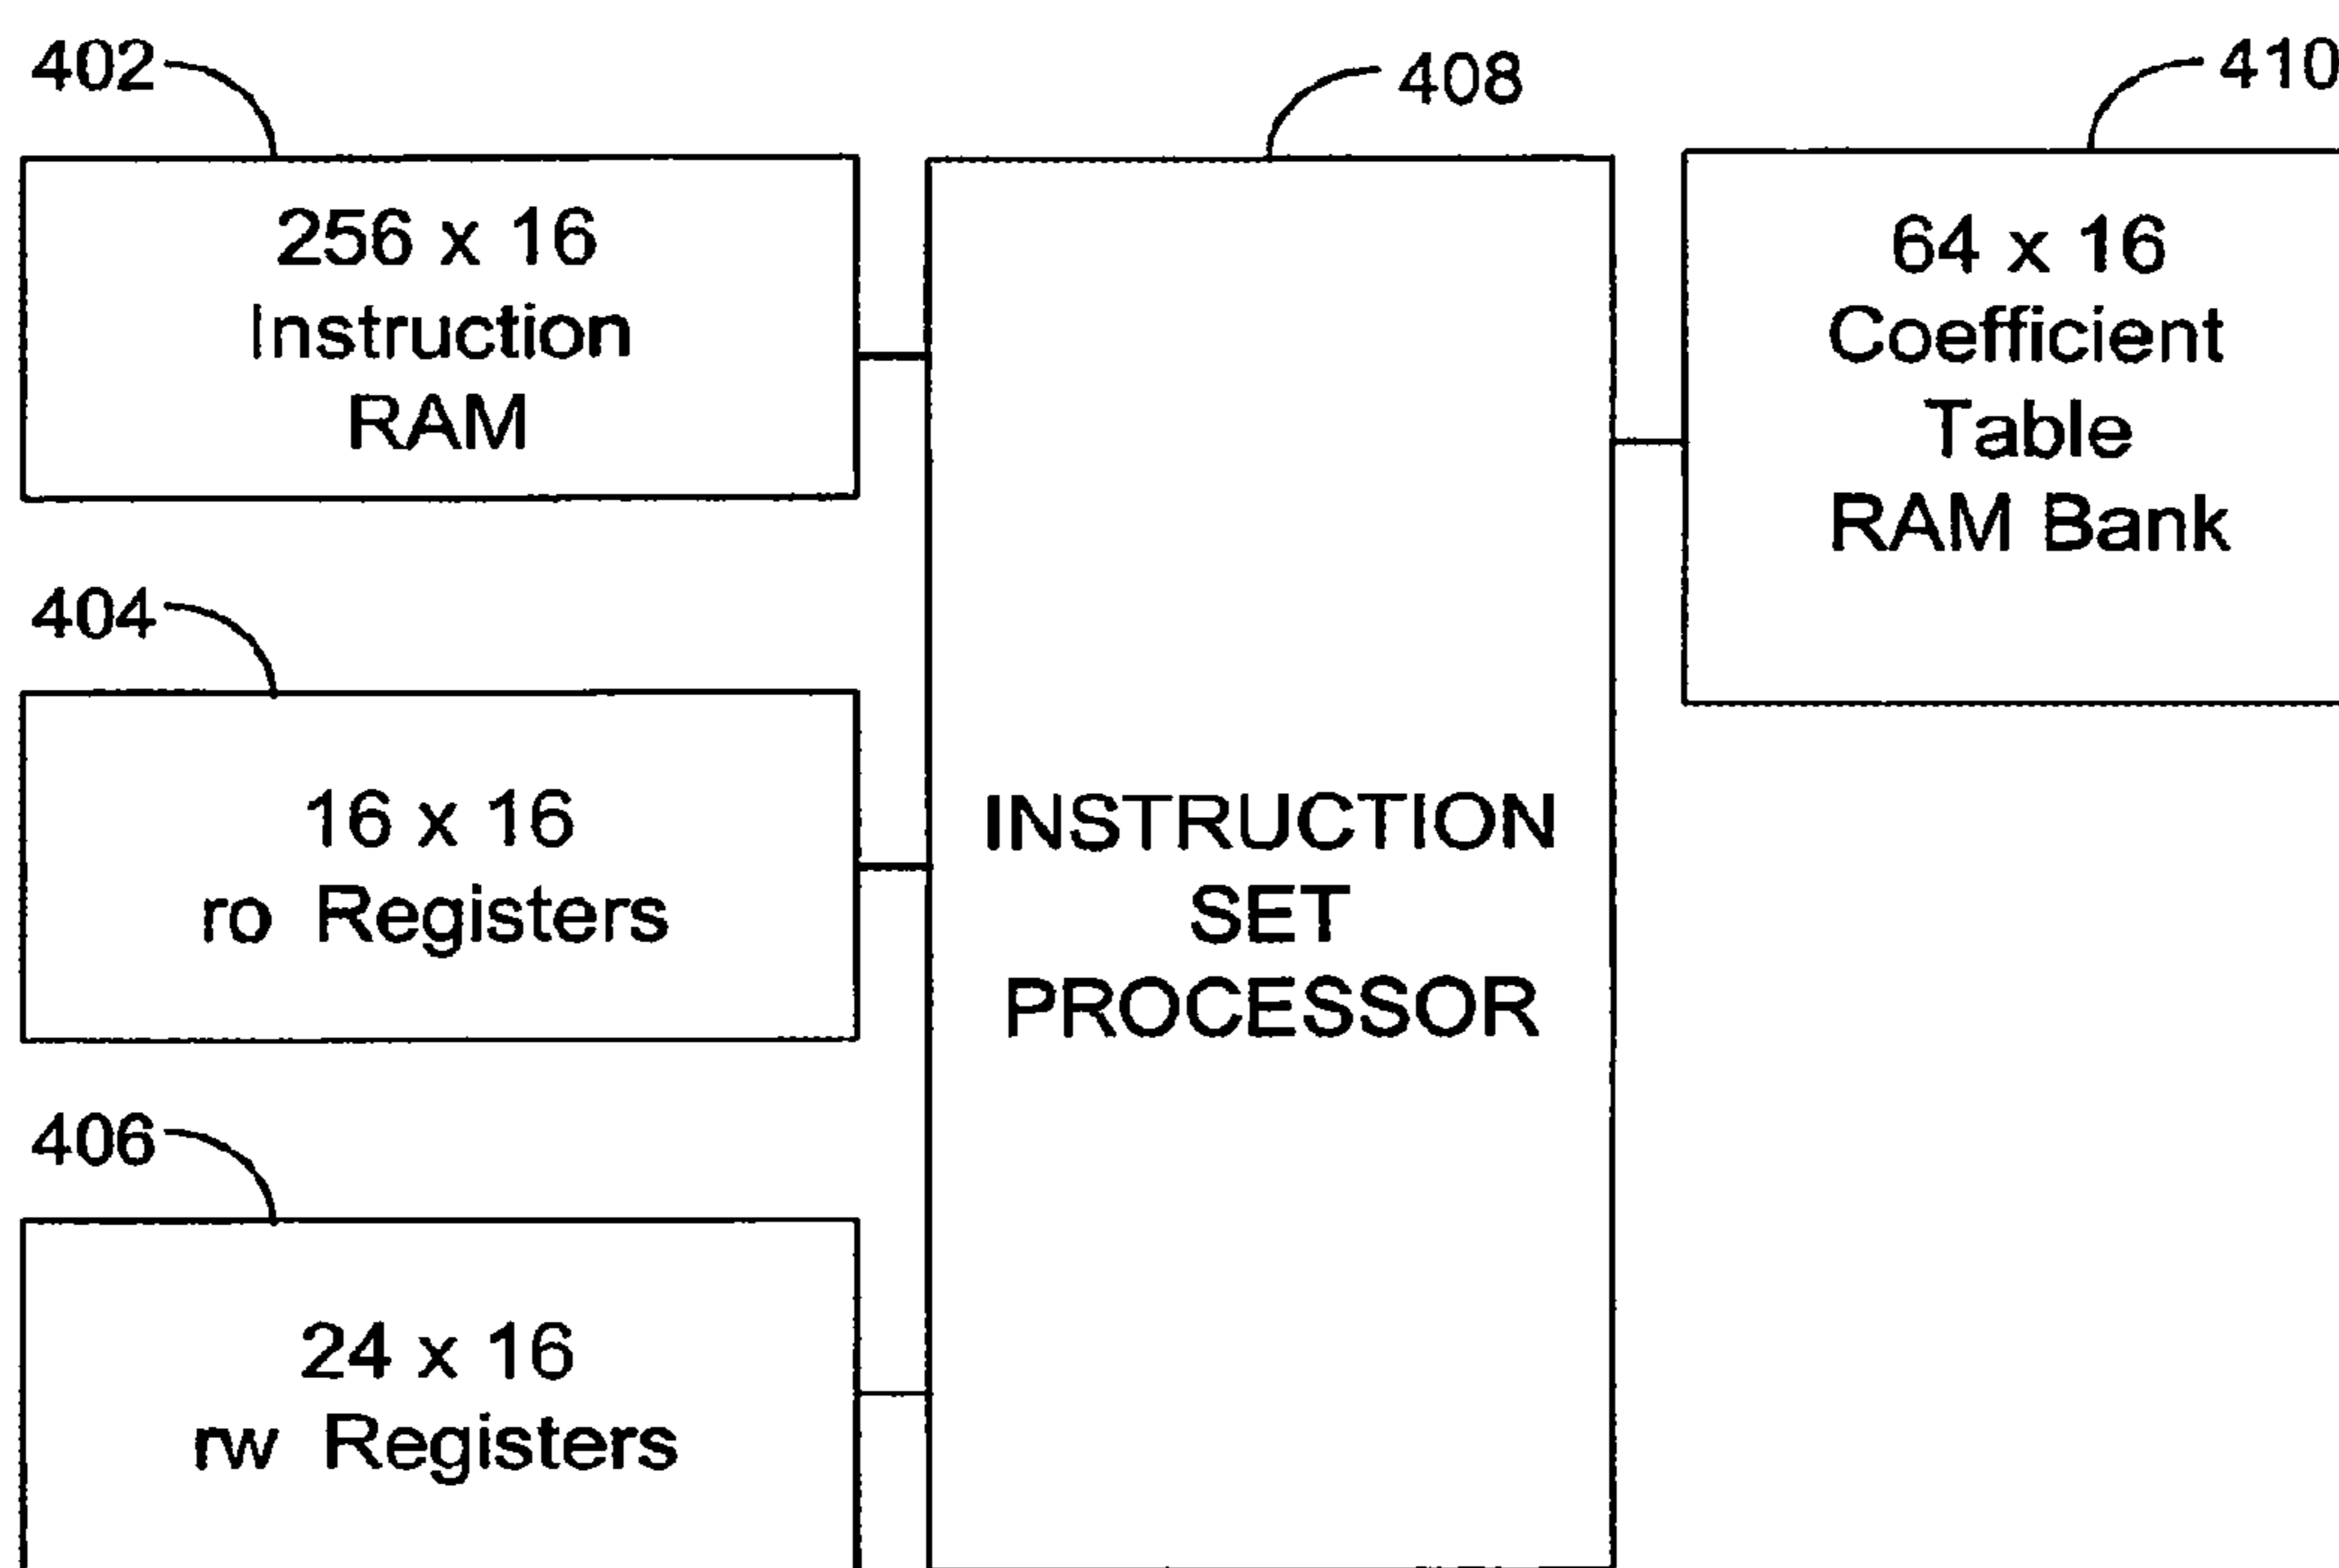 402
408
410
256 x 16
Instruction
RAM
64 x 16
Coefficient
Table
RAM Bank
404
16 x 16
ro Registers
INSTRUCTION
SET
PROCESSOR
406
24 x 16
rw Registers